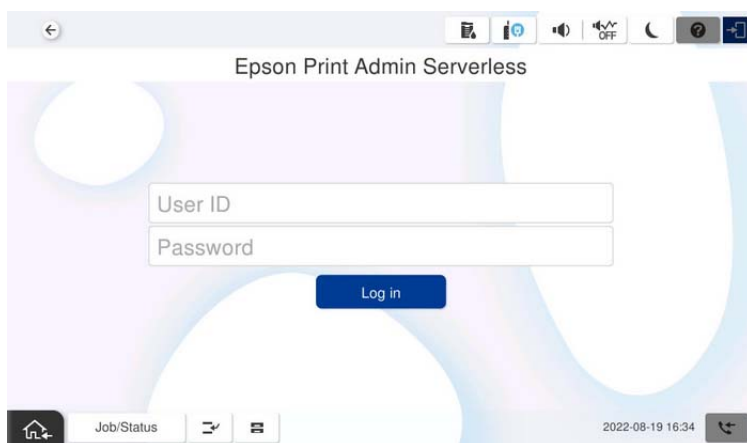 OFF
?
Epson Print Admin Serverless
User ID
Password
Log in
Job/Status
2022-08-19 16:34